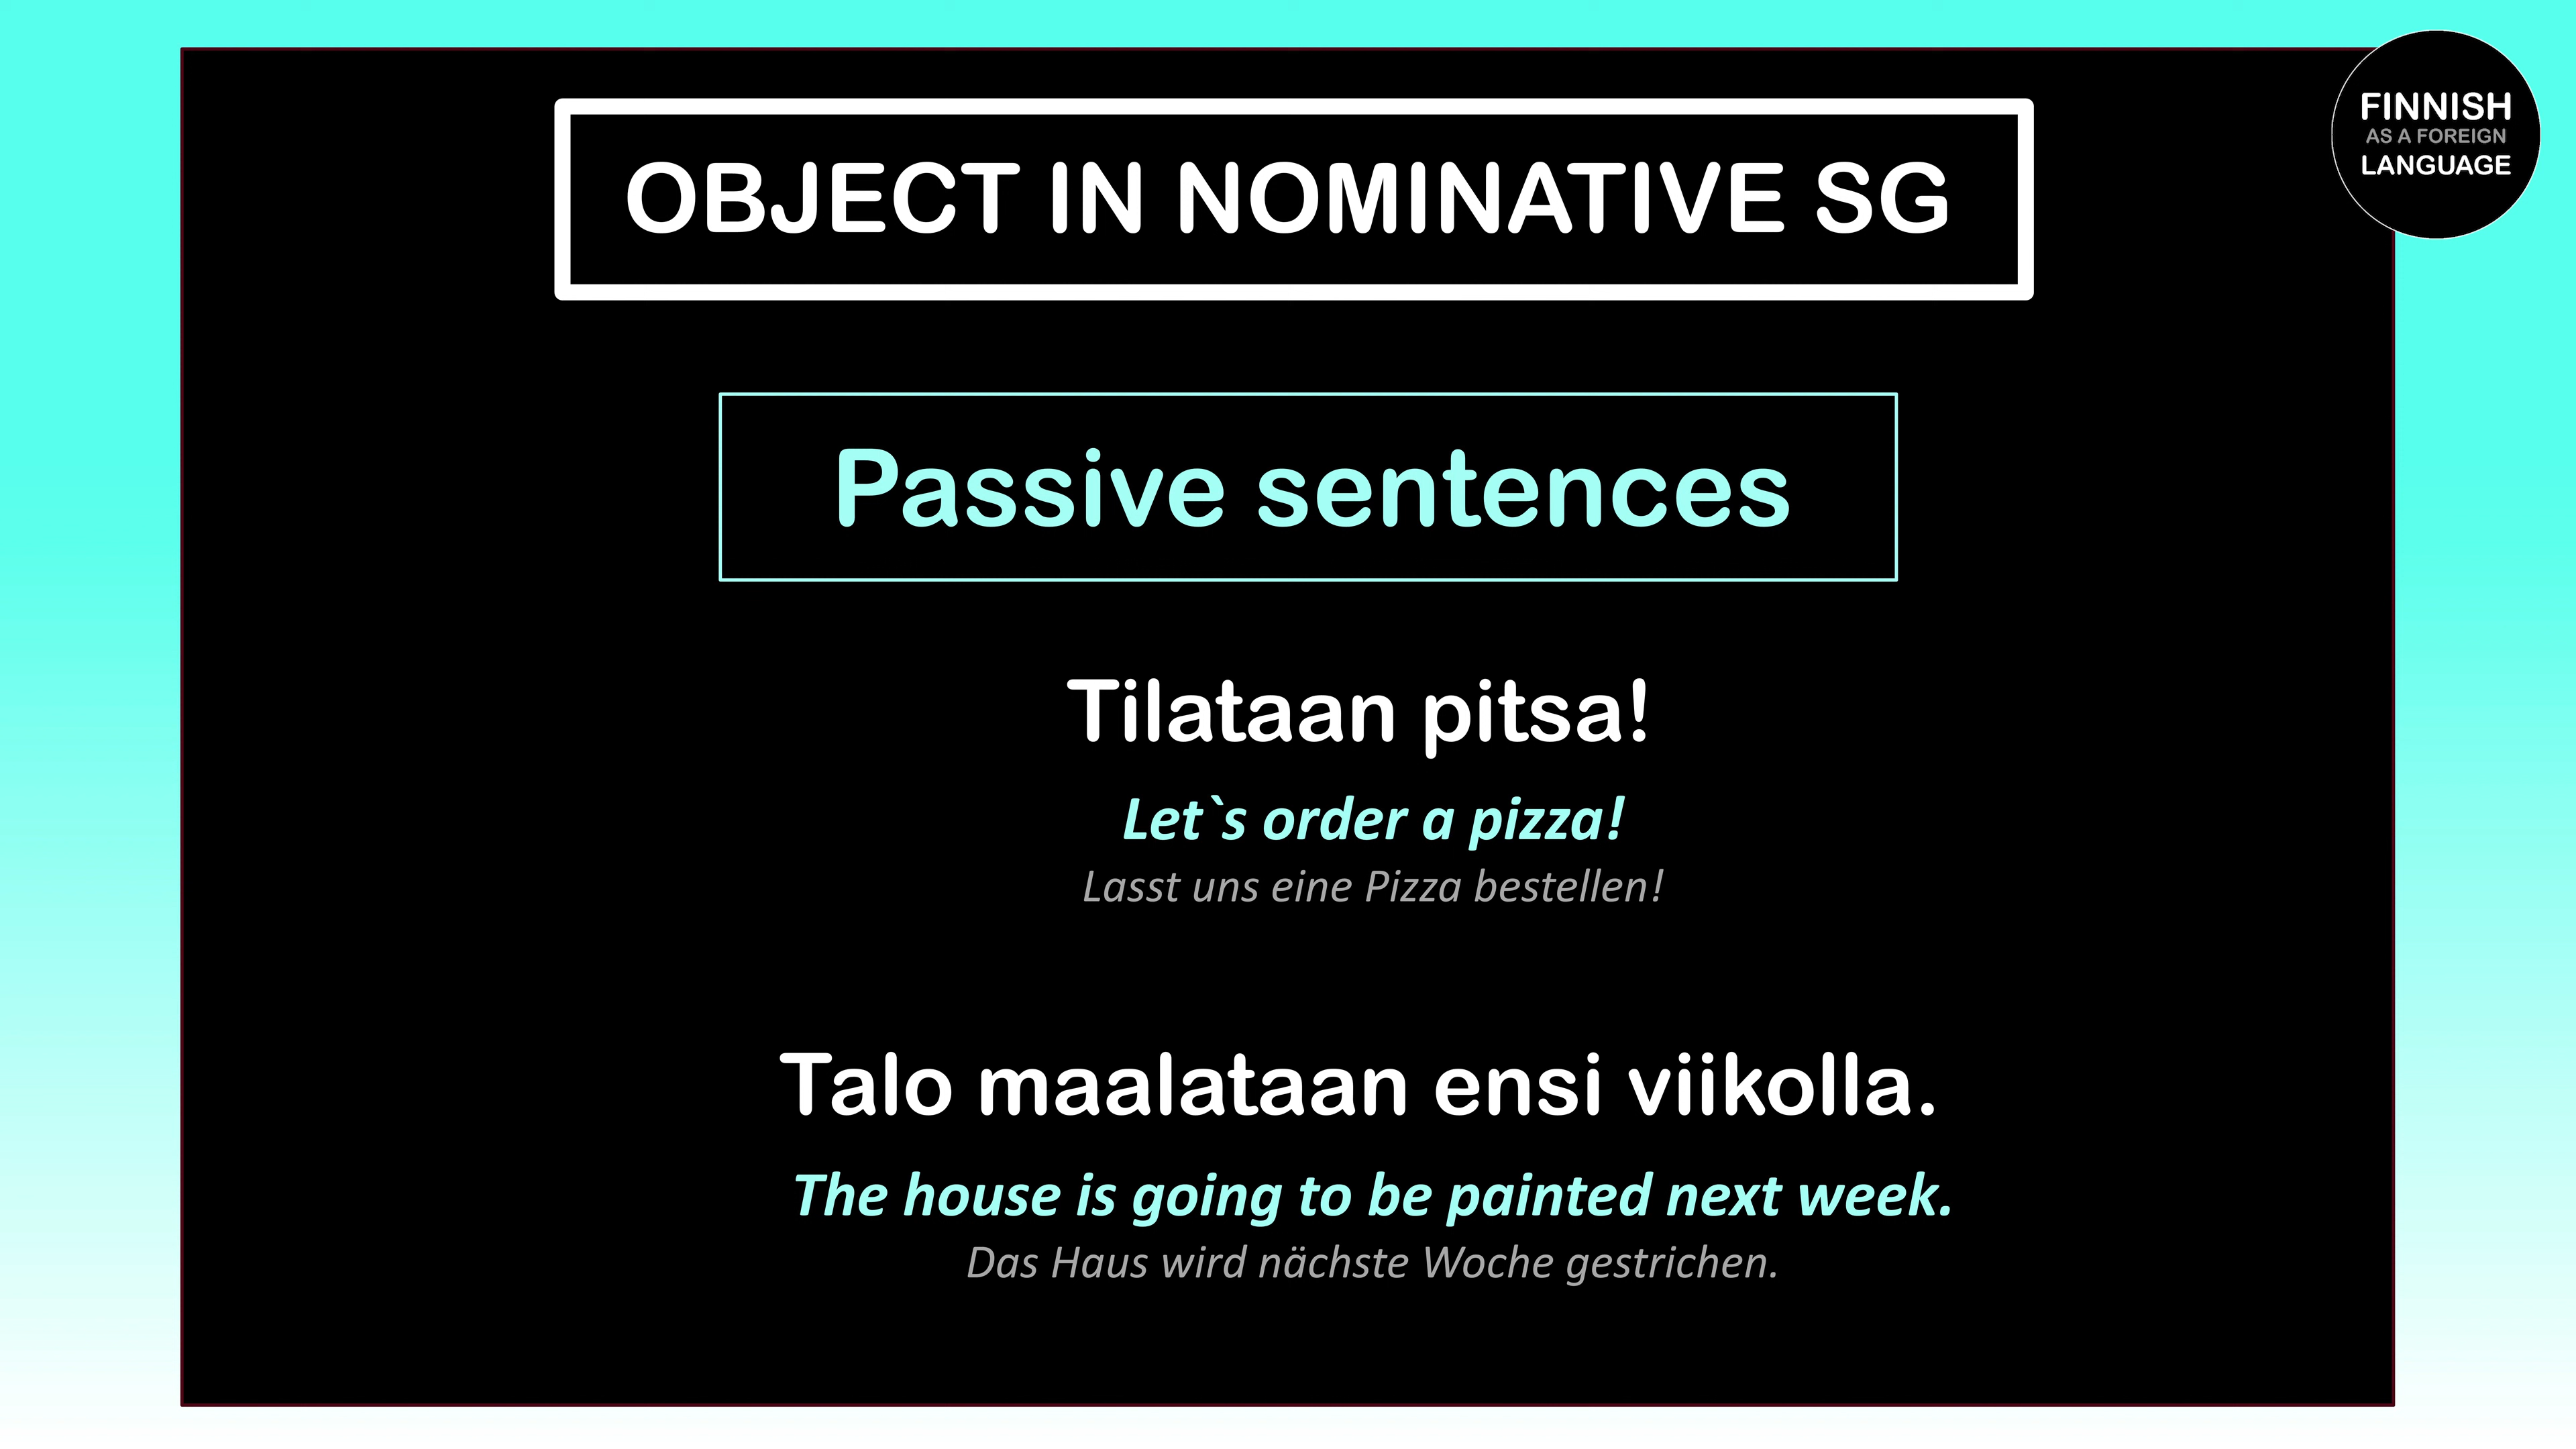 OBJECT IN NOMINATIVE SG
FINNISH
AS A FOREIGN
LANGUAGE
Passive sentences
Tilataan pitsa!
Let`s order a pizza!
Lasst uns eine Pizza bestellen!
Talo maalataan ensi viikolla.
The house is going to be painted next week.
Das Haus wird nächste Woche gestrichen.